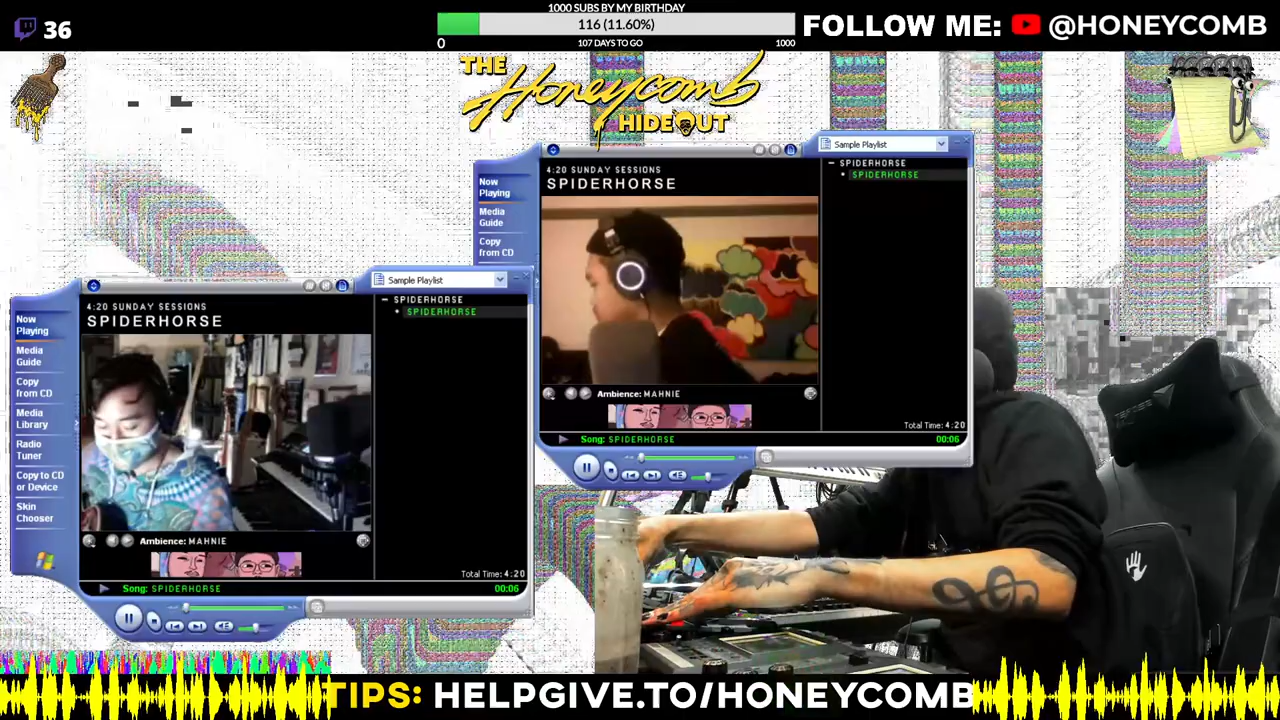 36
1000 SUBS BY MY BIRTHDAY
116 (11.60%)
0
107 DAYS TO GO
1000
FOLLOW ME: @HONEYCOMB
THE
Honeycomb
HIDEOUT
Sample Playlist
4:20 SUNDAY SESSIONS
SPIDERHORSE
SPIDERHORSE
SPIDERHORSE
Now
Playing
Media
Guide
Copy
from CD
Ambience: MAHNIE
Total Time: 4:20
Song: SPIDERHORSE
00:06
Sample Playlist
4:20 SUNDAY SESSIONS
SPIDERHORSE
SPIDERHORSE
SPIDERHORSE
Now
Playing
Media
Guide
Copy
from CD
Media
Library
Radio
Tuner
Copy to CD
or Device
Skin
Chooser
Ambience: MAHNIE
Total Time: 4:20
Song: SPIDERHORSE
00:06
TIPS: HELPGIVE.TO/HONEYCOMB